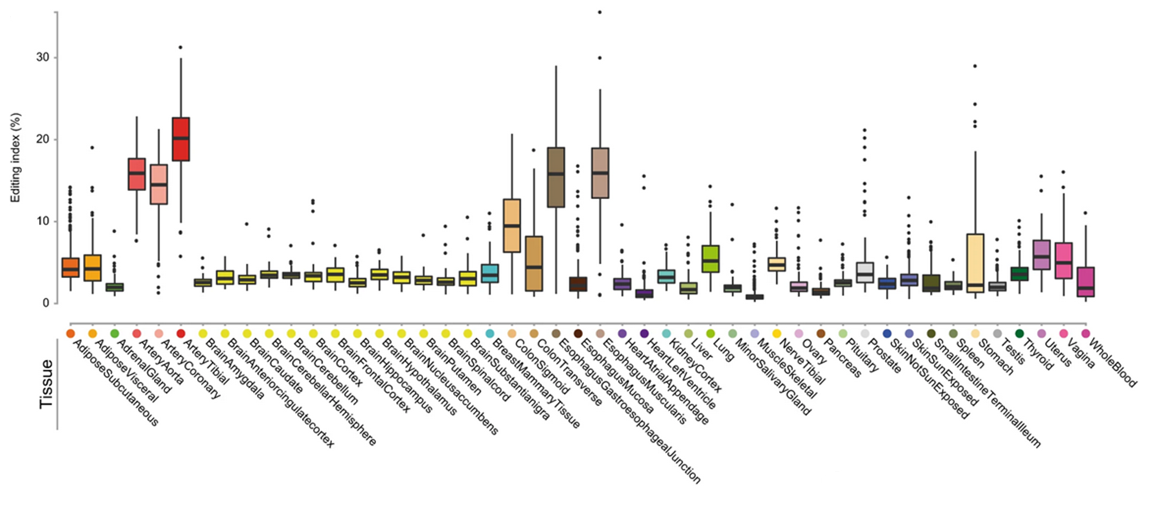 30
20
10
0
Editing index (%)
Tissue
AdiposeSubcutaneous
AdiposeVisceral
AdrenalGland
ArteryAorta
ArteryCoronary
ArteryTbial
BrainAmygdala
BrainAnteriorcingulatecortex
BrainCaudate
BrainCerebellarHemisphere
BrainCerebellum
BrainCortex
BrainFrontalCortex
BrainHippocampus
BrainHypothalamus
BrainNucleusaccumbens
BrainPutamen
BrainSpinalcord
BrainSubstantianigra
BreastMammaryTissue
ColonSigmoid
ColonTransverse
EsophagusGastroesophagealJunction
EsophagusMucosa
EsophagusMuscularis
HeartAtrialAppendage
HeartLeftVentricle
KidneyCortex
Liver
Lung
MinorSalivaryGland
MuscleSkeletal
NerveTbial
Ovary
Pancreas
Pituitary
Prostate
SkinNotSunExposed
SkinSunExposed
SmallIntestineTerminalIleum
Spleen
Stomach
Testis
Thyroid
Uterus
Vagina
WholeBlood